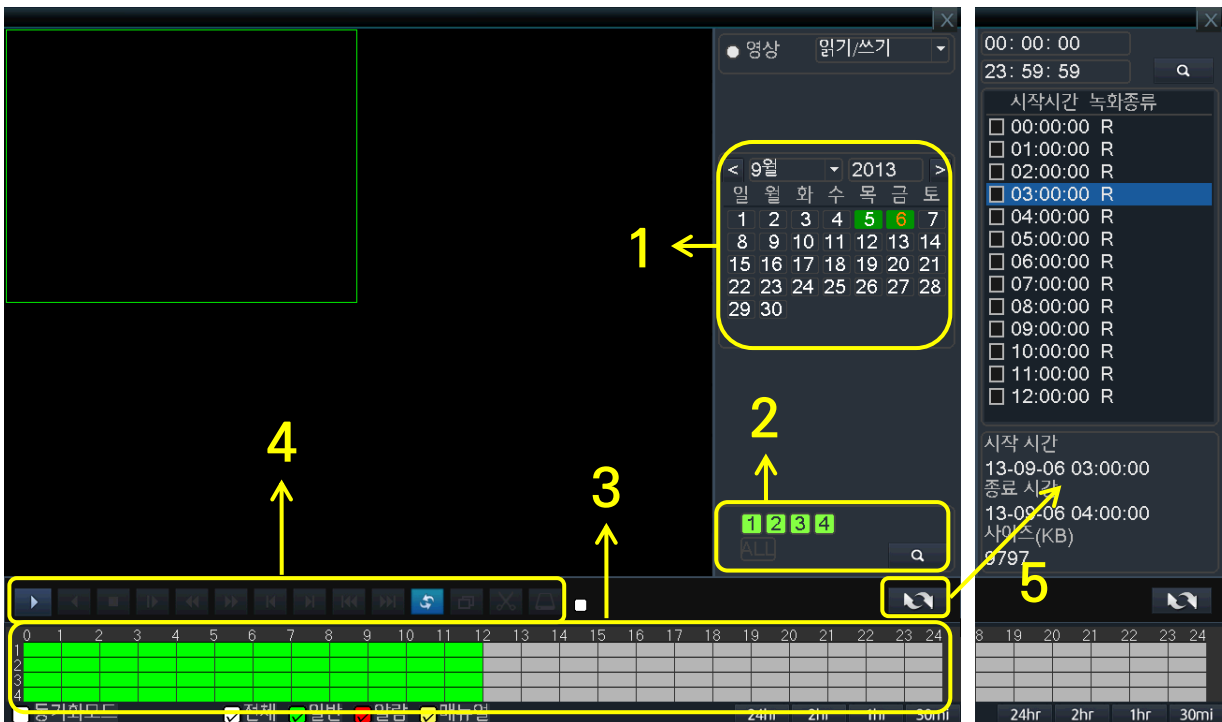 X
영상 읽기/쓰기
< 9월 2013 >
일 월 화 수 목 금 토
1 2 3 4 5 6 7
8 9 10 11 12 13 14
15 16 17 18 19 20 21
22 23 24 25 26 27 28
29 30
1
2
1 2 3 4
ALL
4
3
0 1 2 3 4 5 6 7 8 9 10 11 12 13 14 15 16 17 18 19 20 21 22 23 24
1
2
3
4
동기화모드 전체 일반 알람 매뉴얼 24hr 2hr 1hr 30mi
X
00: 00: 00
23: 59: 59
시작시간 녹화종류
00:00:00 R
01:00:00 R
02:00:00 R
03:00:00 R
04:00:00 R
05:00:00 R
06:00:00 R
07:00:00 R
08:00:00 R
09:00:00 R
10:00:00 R
11:00:00 R
12:00:00 R
시작 시간
13-09-06 03:00:00
종료 시간
13-09-06 04:00:00
사이즈(KB)
9797
5
8 19 20 21 22 23 24
24hr 2hr 1hr 30mi